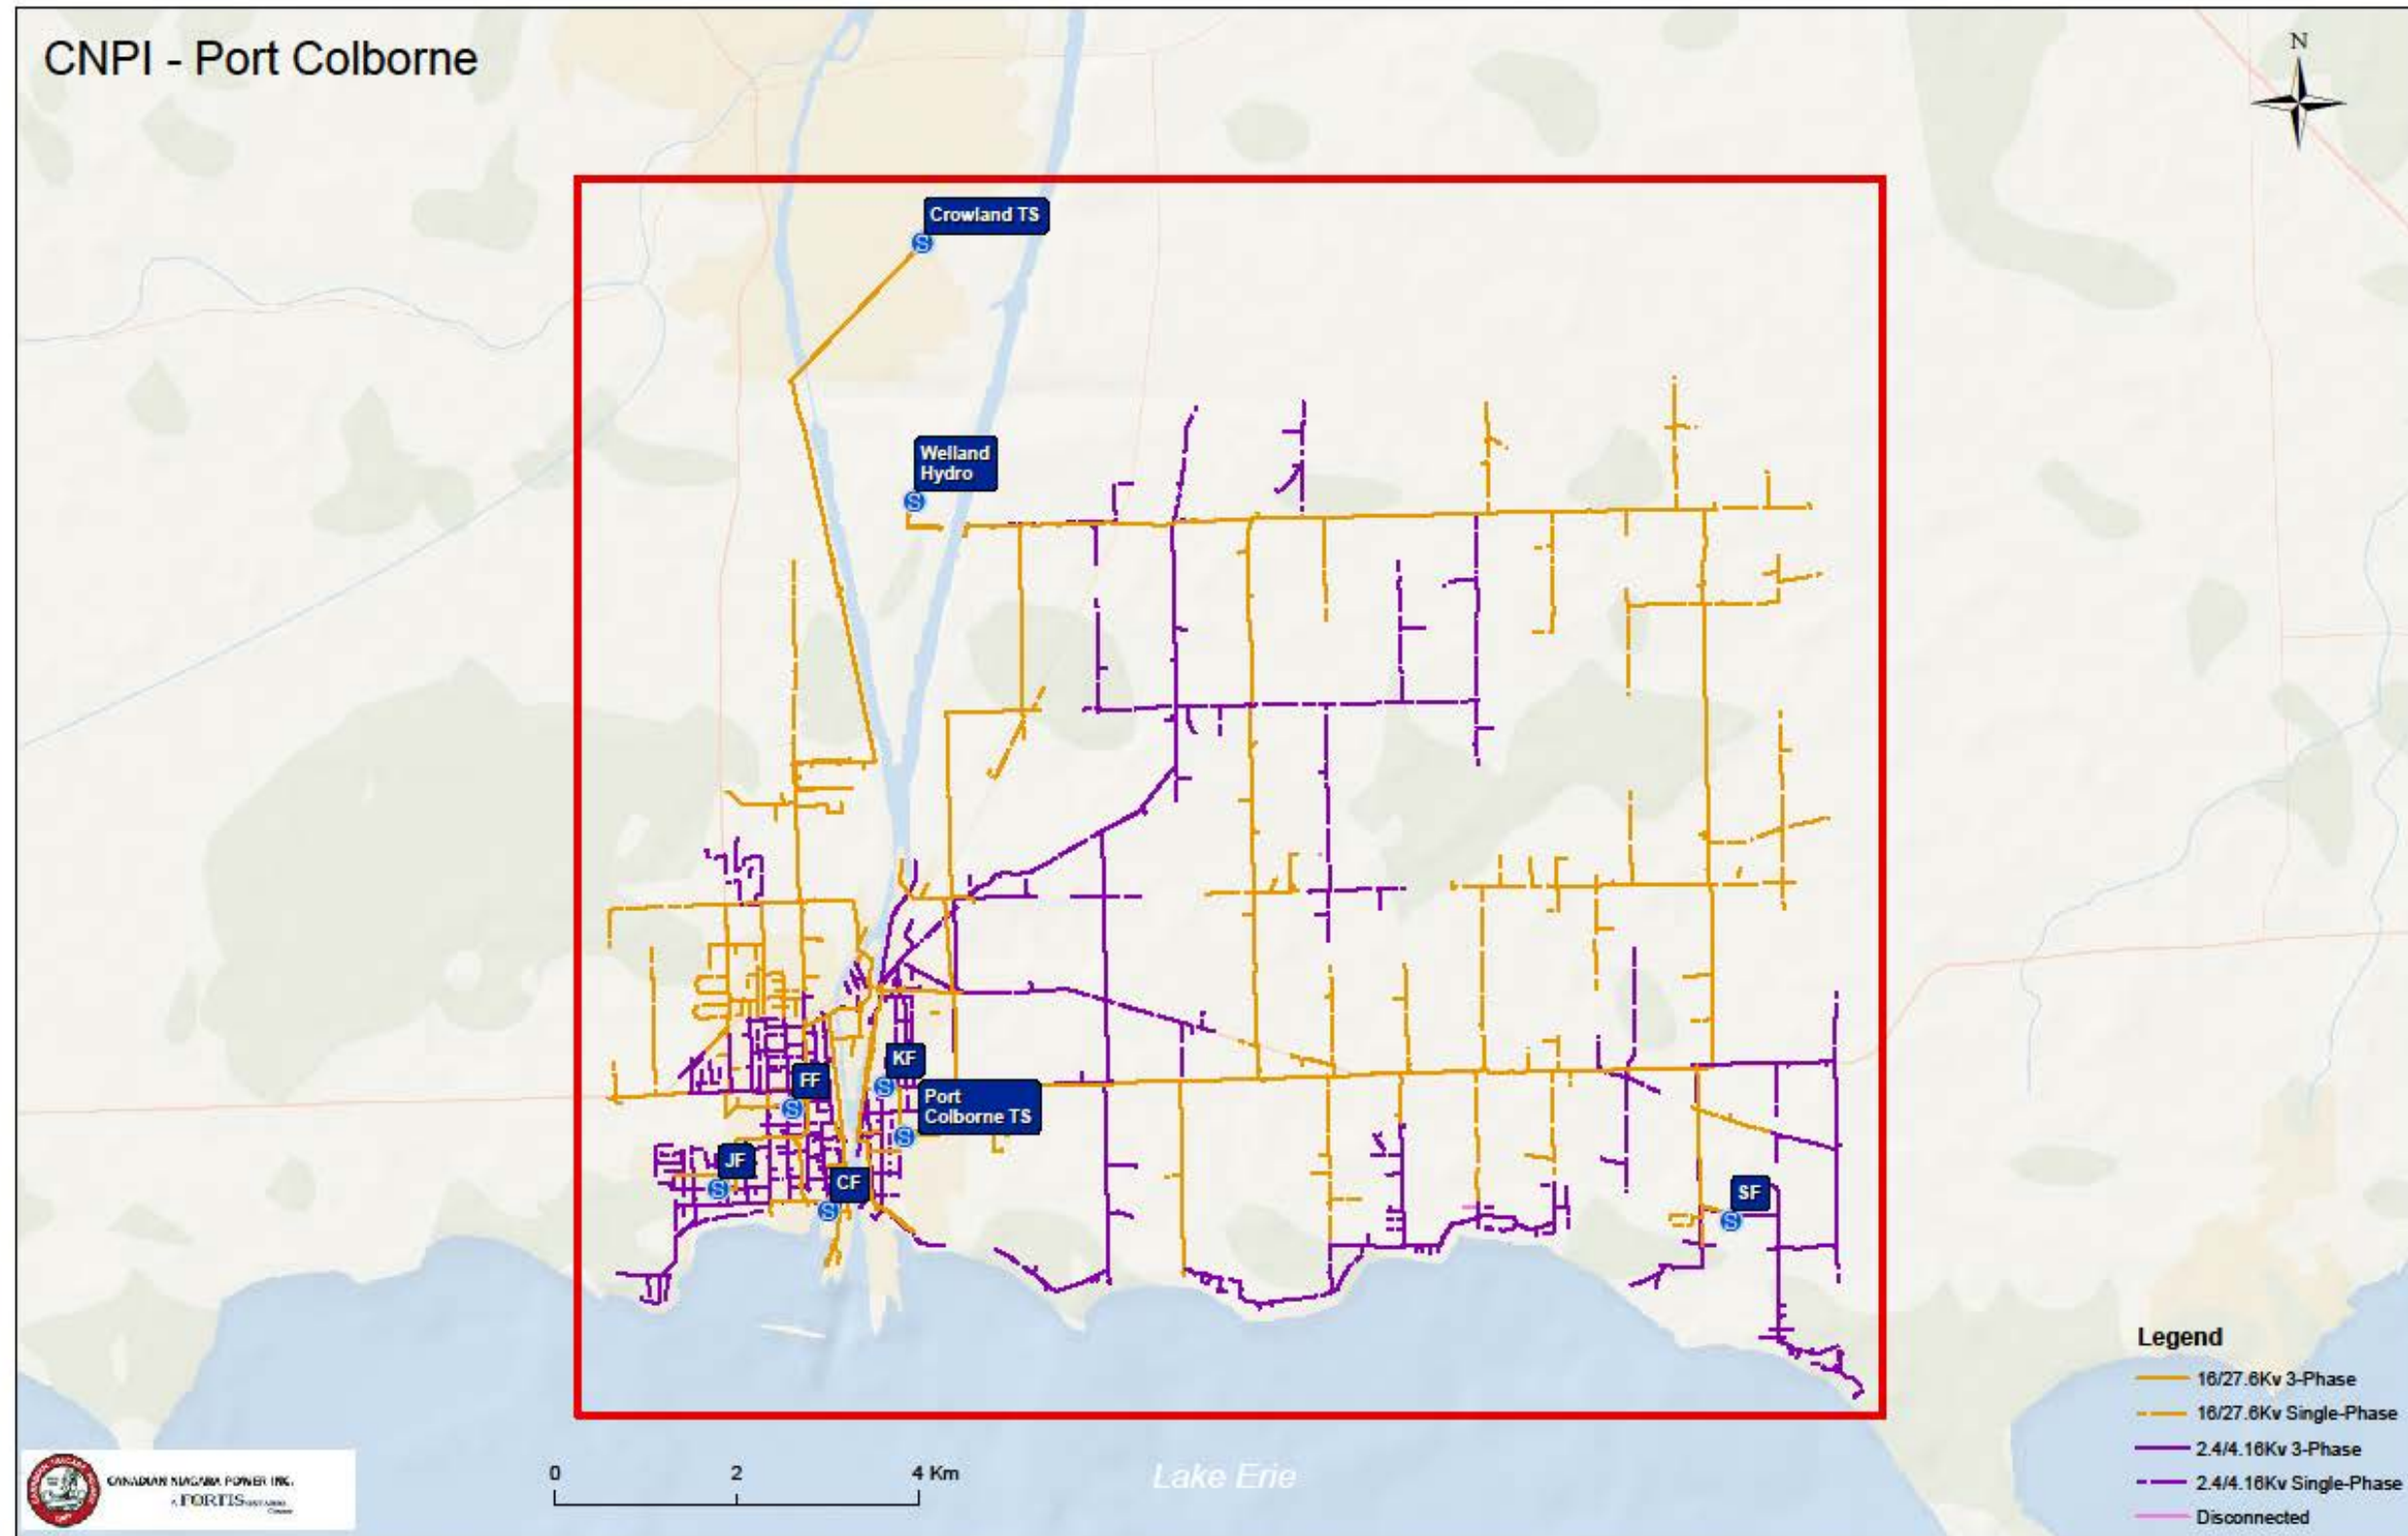 CNPI - Port Colborne
N
Crowland TS
Welland
Hydro
KF
FF
Port
Colborne TS
JF
CF
SF
Legend
16/27.6Kv 3-Phase
16/27.6Kv Single-Phase
2.4/4.16Kv 3-Phase
2.4/4.16Kv Single-Phase
Disconnected
0 2 4 Km
Lake Erie
CANADIAN NIAGARA POWER INC.
A FORTIS ONTARIO
Company
S
S
S
S
S
S
S
S